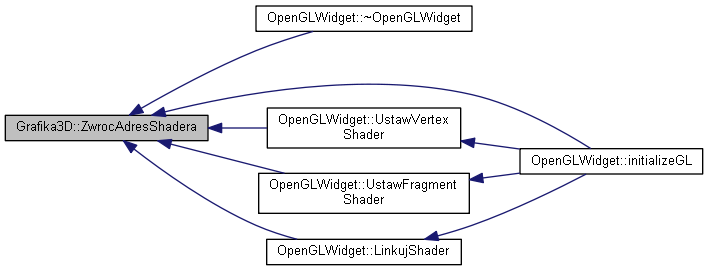 OpenGLWidget::~OpenGLWidget
Grafika3D::ZwrocAdresShadera
OpenGLWidget::UstawVertex
Shader
OpenGLWidget::initializeGL
OpenGLWidget::UstawFragment
Shader
OpenGLWidget::LinkujShader